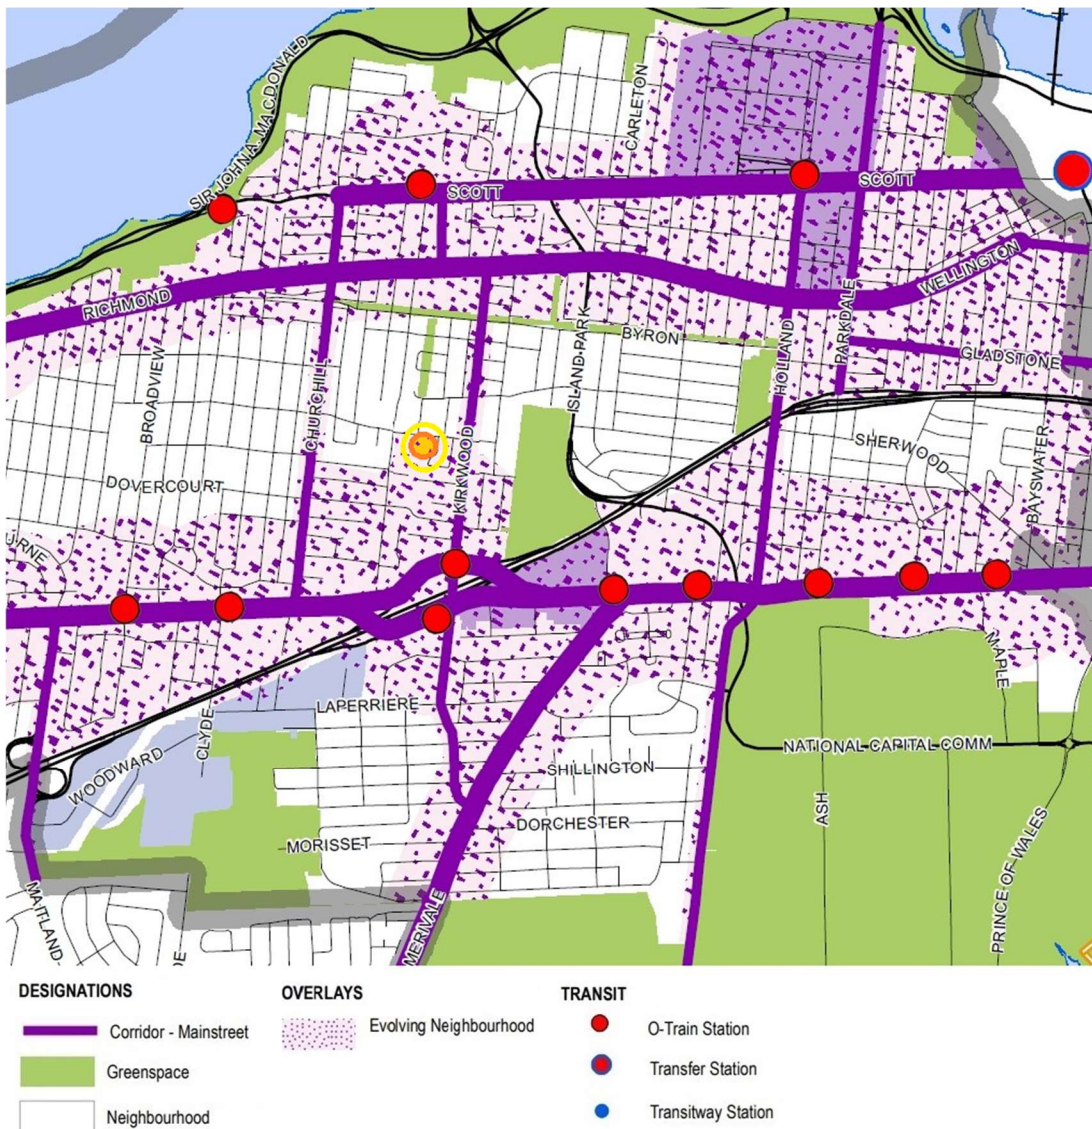 SIR JOHN A. MACDONALD
CARLETON
SCOTT
SCOTT
RICHMOND
WELLINGTON
BYRON
ISLAND PARK
HOLLAND
PARKDALE
GLADSTONE
BROADVIEW
CHURCHILL
KIRKWOOD
SHERWOOD
BAYSWATER
DOVERCOURT
URNE
MAPLE
LAPERRIERE
CLYDE
WOODWARD
NATIONAL CAPITAL COMM
SHILLINGTON
ASH
DORCHESTER
MORISSET
PRINCE OF WALES
MAITLAND
MERIVALE
DE
DESIGNATIONS
Corridor - Mainstreet
Greenspace
Neighbourhood
OVERLAYS
Evolving Neighbourhood
TRANSIT
O-Train Station
Transfer Station
Transitway Station